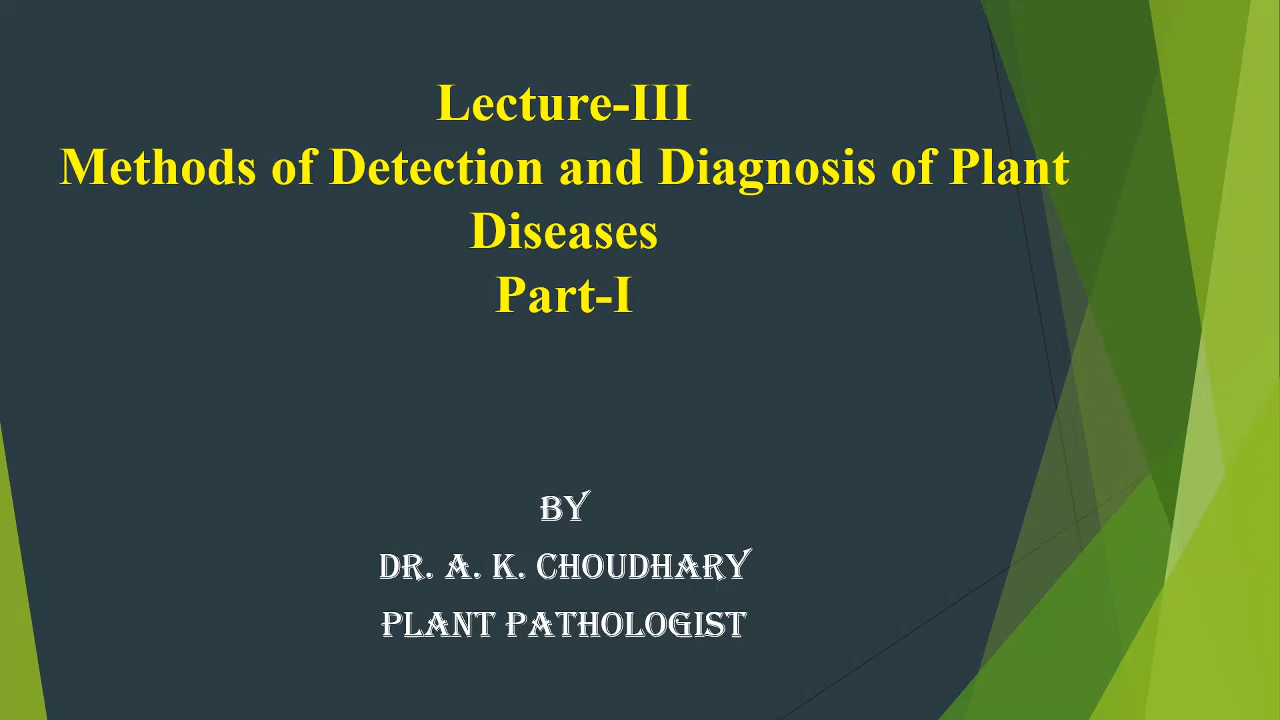 Lecture-III
Methods of Detection and Diagnosis of Plant
Diseases
Part-I
BY
DR. A. K. CHOUDHARY
PLANT PATHOLOGIST